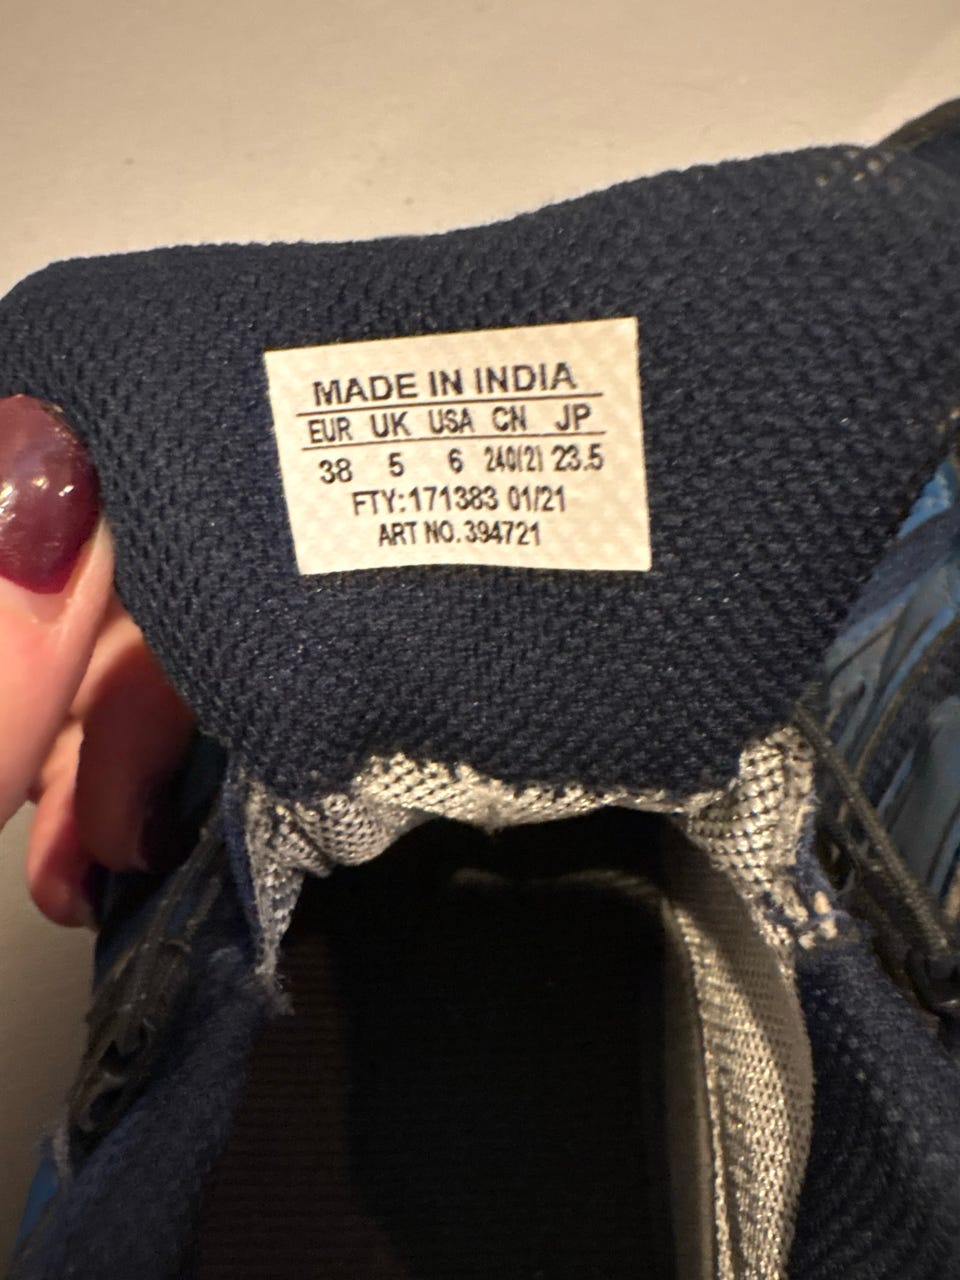 MADE IN INDIA
EUR UK USA CN JP
38 5 6 240(2) 23.5
FTY:171383 01/21
ART NO. 394721